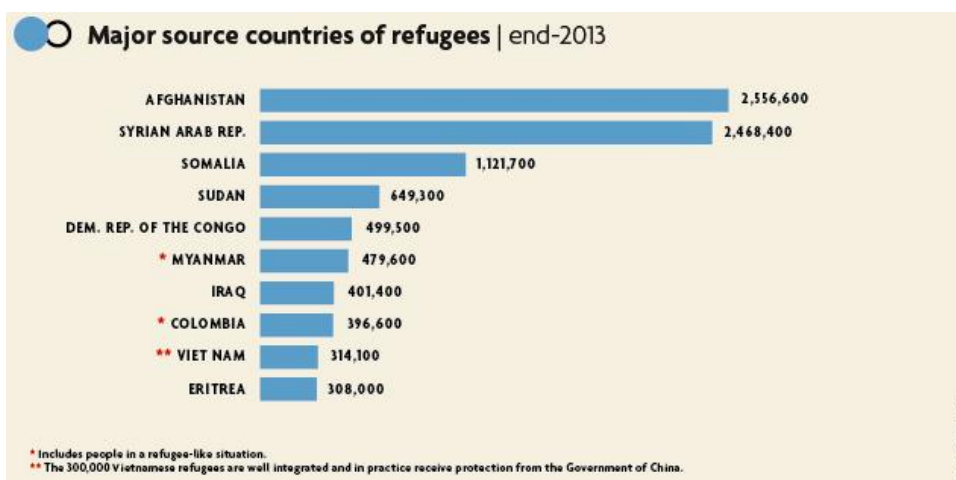 Major source countries of refugees | end-2013
AFGHANISTAN 2,556,600
SYRIAN ARAB REP. 2,468,400
SOMALIA 1,121,700
SUDAN 649,300
DEM. REP. OF THE CONGO 499,500
* MYANMAR 479,600
IRAQ 401,400
* COLOMBIA 396,600
** VIET NAM 314,100
ERITREA 308,000
* Includes people in a refugee-like situation.
** The 300,000 Vietnamese refugees are well integrated and in practice receive protection from the Government of China.